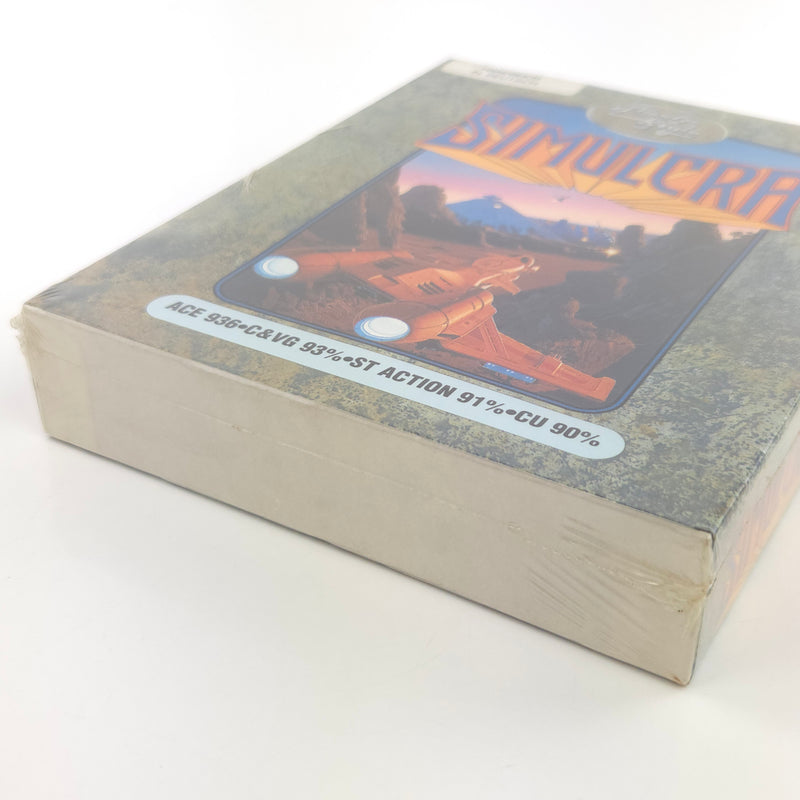 SIMULCRA
ACE 936•C&VG 93%•ST ACTION 91%•CU 90%